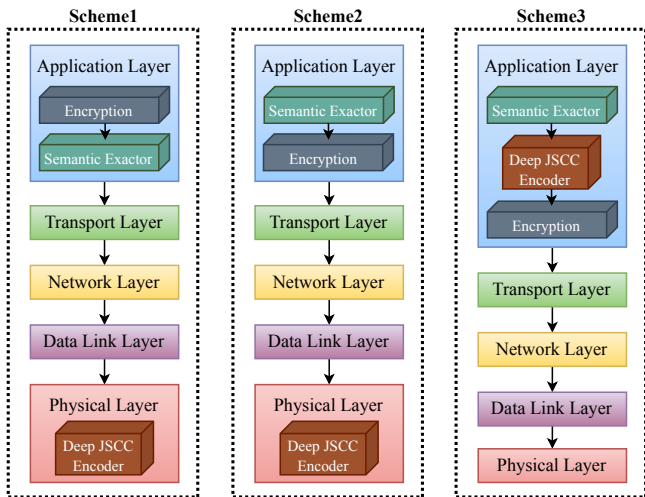 Scheme1
Application Layer
Encryption
Semantic Exactor
Transport Layer
Network Layer
Data Link Layer
Physical Layer
Deep JSCC
Encoder
Scheme2
Application Layer
Semantic Exactor
Encryption
Transport Layer
Network Layer
Data Link Layer
Physical Layer
Deep JSCC
Encoder
Scheme3
Application Layer
Semantic Exactor
Deep JSCC
Encoder
Encryption
Transport Layer
Network Layer
Data Link Layer
Physical Layer